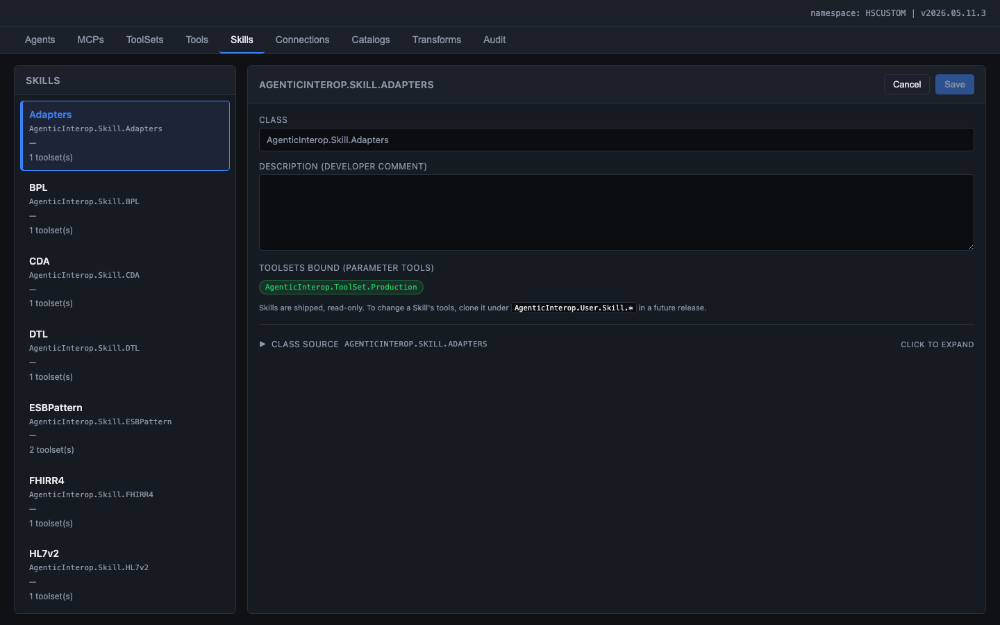 namespace: HSCUSTOM | v2026.05.11.3
Agents MCPs ToolSets Tools Skills Connections Catalogs Transforms Audit
SKILLS
Adapters
AgenticInterop.Skill.Adapters
—
1 toolset(s)
BPL
AgenticInterop.Skill.BPL
—
1 toolset(s)
CDA
AgenticInterop.Skill.CDA
—
1 toolset(s)
DTL
AgenticInterop.Skill.DTL
—
1 toolset(s)
ESBPattern
AgenticInterop.Skill.ESBPattern
—
2 toolset(s)
FHIRR4
AgenticInterop.Skill.FHIRR4
—
1 toolset(s)
HL7v2
AgenticInterop.Skill.HL7v2
—
1 toolset(s)
AGENTICINTEROP.SKILL.ADAPTERS
Cancel Save
CLASS
AgenticInterop.Skill.Adapters
DESCRIPTION (DEVELOPER COMMENT)
TOOLSETS BOUND (PARAMETER TOOLS)
AgenticInterop.ToolSet.Production
Skills are shipped, read-only. To change a Skill's tools, clone it under AgenticInterop.User.Skill.* in a future release.
▶ CLASS SOURCE AGENTICINTEROP.SKILL.ADAPTERS CLICK TO EXPAND